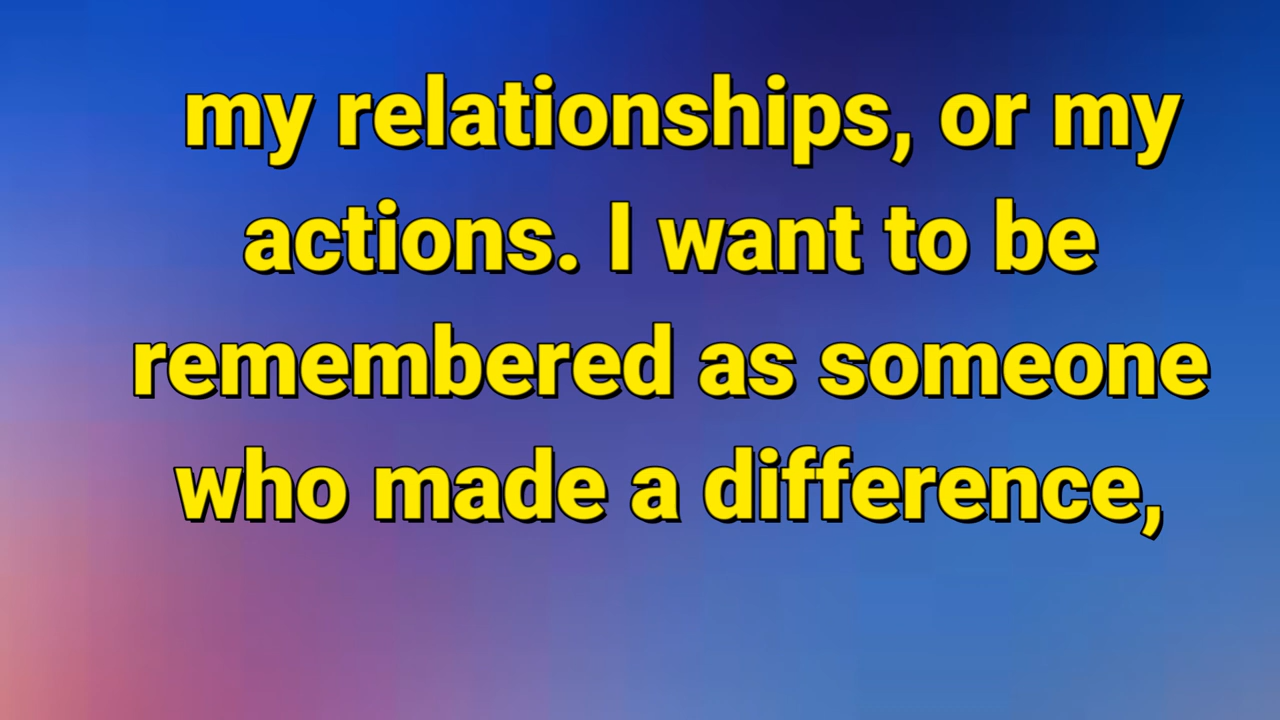 my relationships, or my
actions. I want to be
remembered as someone
who made a difference,